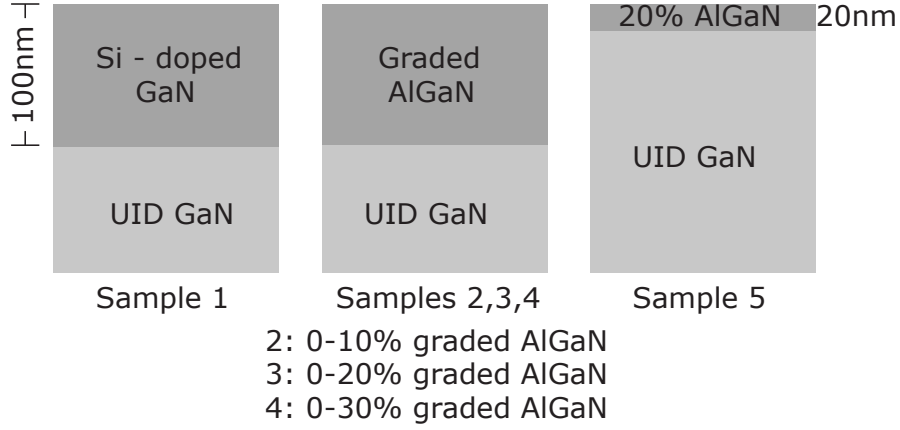 100nm
Si - doped
GaN
UID GaN
Sample 1
Graded
AlGaN
UID GaN
Samples 2,3,4
20% AlGaN
20nm
UID GaN
Sample 5
2: 0-10% graded AlGaN
3: 0-20% graded AlGaN
4: 0-30% graded AlGaN